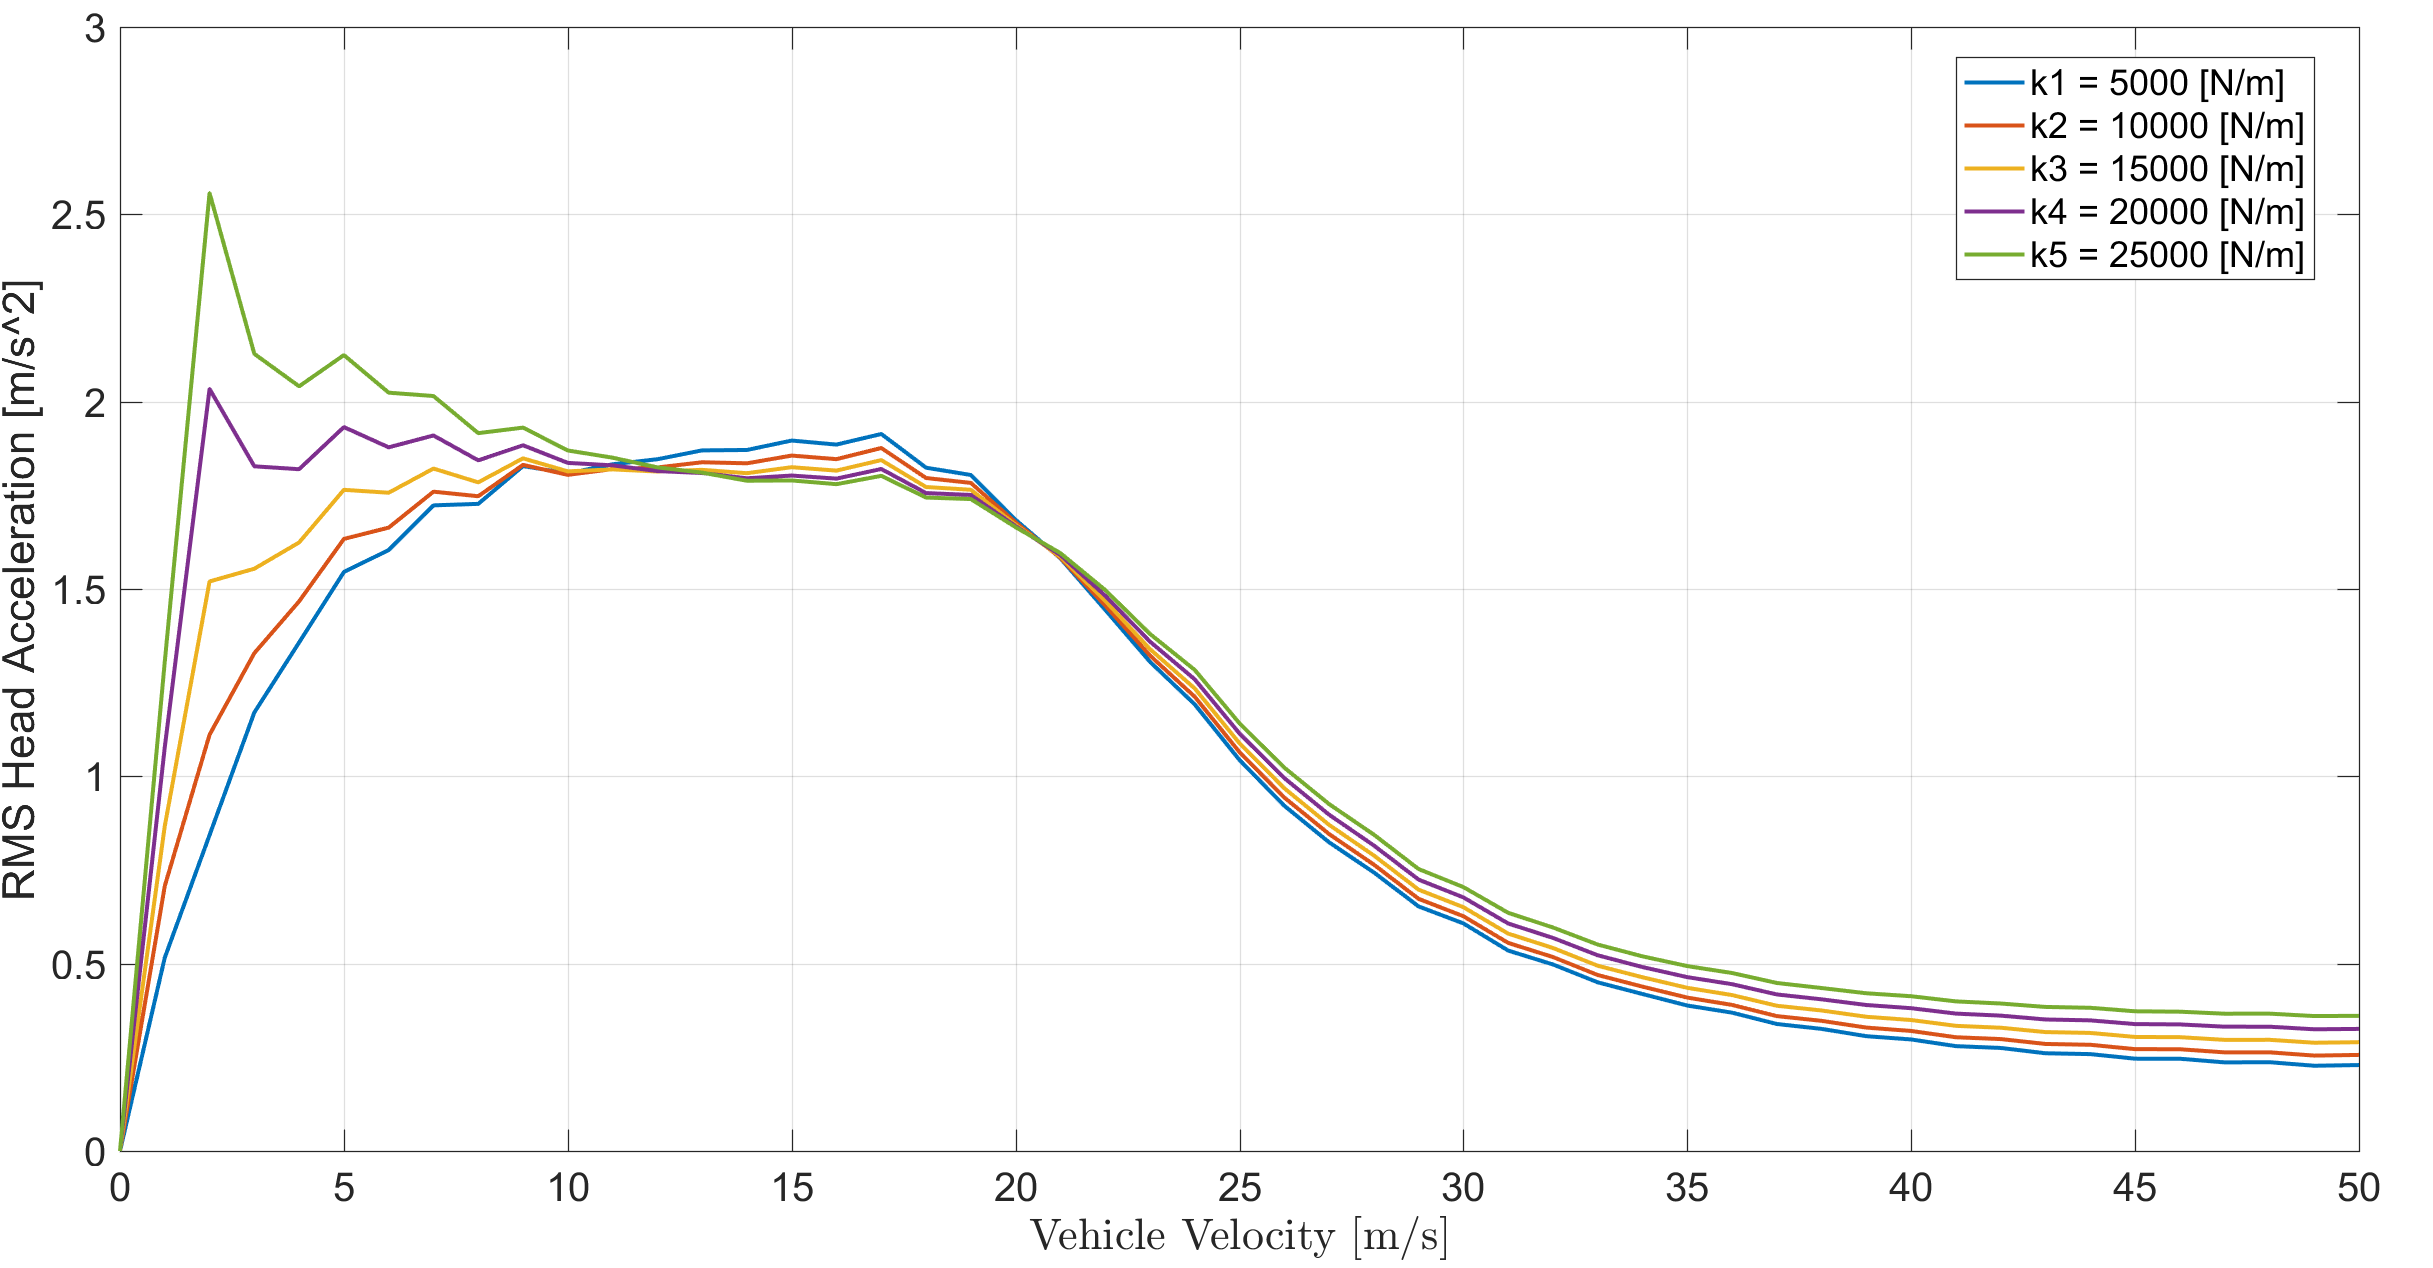 3
2.5
2
1.5
1
0.5
0
RMS Head Acceleration [m/s^2]
k1 = 5000 [N/m]
k2 = 10000 [N/m]
k3 = 15000 [N/m]
k4 = 20000 [N/m]
k5 = 25000 [N/m]
0 5 10 15 20 25 30 35 40 45 50
Vehicle Velocity [m/s]